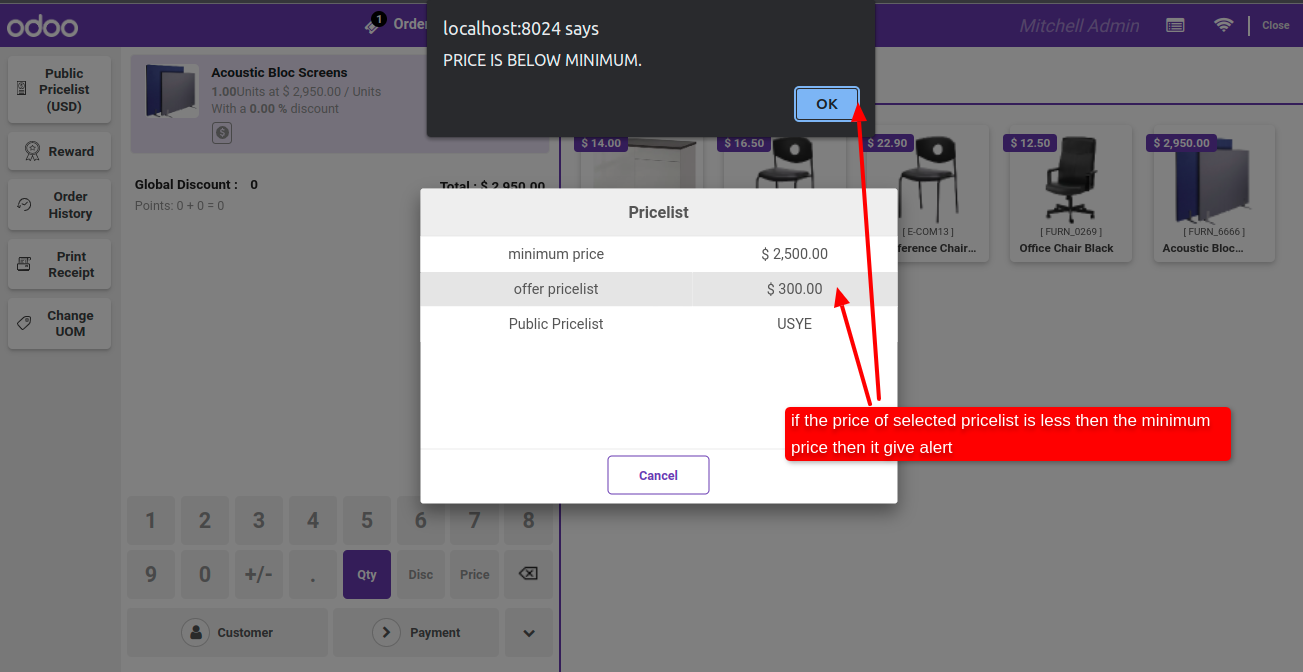 odoo
1
Order
localhost:8024 says
PRICE IS BELOW MINIMUM.
OK
Mitchell Admin
Close
Public
Pricelist
(USD)
Reward
Order
History
Print
Receipt
Change
UOM
Acoustic Bloc Screens
1.00Units at $ 2,950.00 / Units
With a 0.00 % discount
Global Discount : 0
Total : $ 2,950.00
Points: 0 + 0 = 0
$ 14.00
$ 16.50
$ 22.90
$ 12.50
$ 2,950.00
[ E-COM13 ]
ference Chair...
[ FURN_0269 ]
Office Chair Black
[ FURN_6666 ]
Acoustic Bloc...
Pricelist
minimum price $ 2,500.00
offer pricelist $ 300.00
Public Pricelist USYE
Cancel
if the price of selected pricelist is less then the minimum
price then it give alert
1 2 3 4 5 6 7 8
9 0 +/- . Qty Disc Price
Customer
Payment